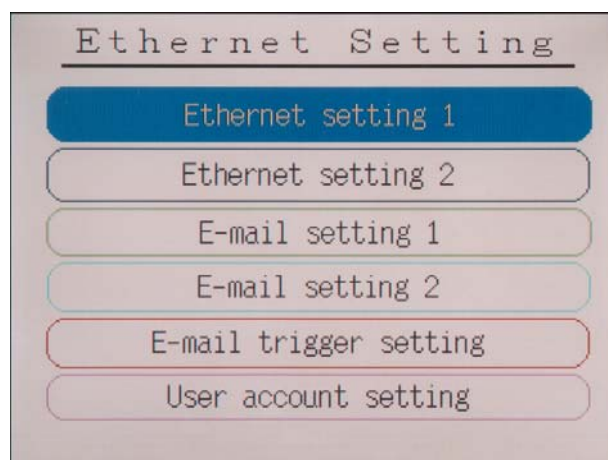 Ethernet Setting
Ethernet setting 1
Ethernet setting 2
E-mail setting 1
E-mail setting 2
E-mail trigger setting
User account setting